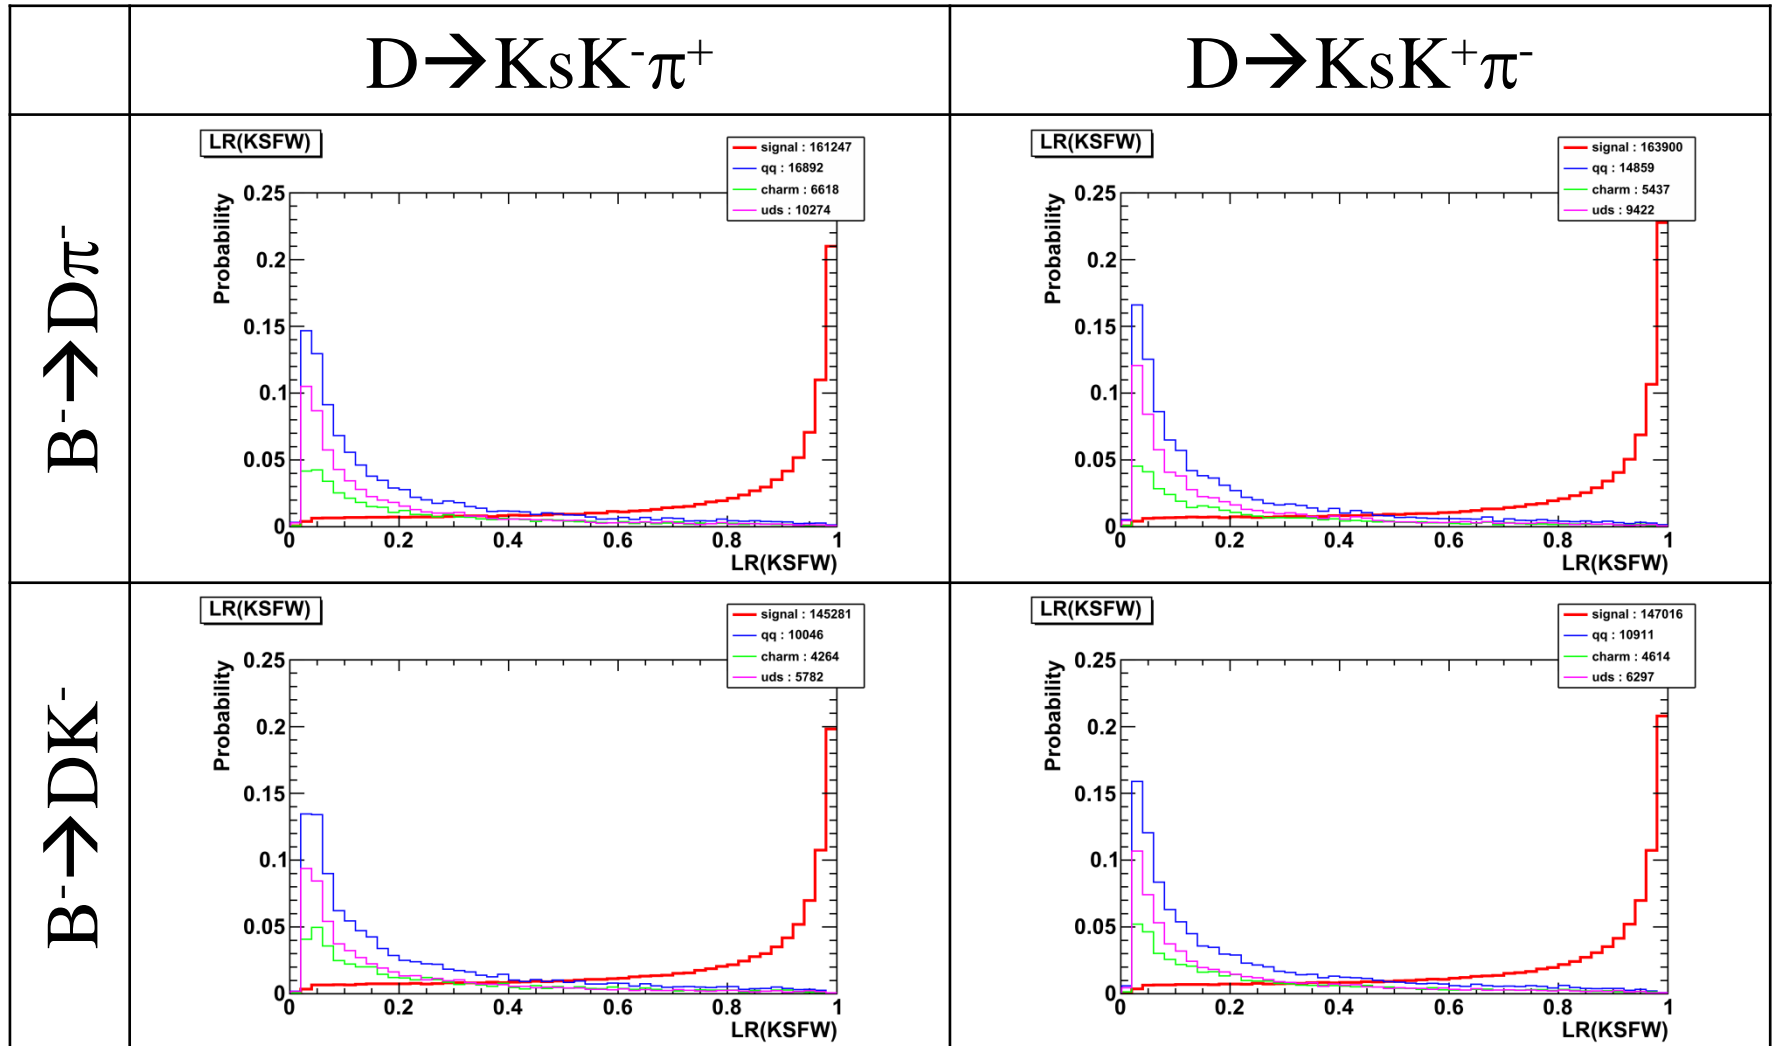 D→KsK⁻π⁺
D→KsK⁺π⁻
B⁻→Dπ⁻
LR(KSFW)
signal : 161247
qq : 16892
charm : 6618
uds : 10274
Probability
0.25
0.2
0.15
0.1
0.05
0
0 0.2 0.4 0.6 0.8 1
LR(KSFW)
LR(KSFW)
signal : 163900
qq : 14859
charm : 5437
uds : 9422
Probability
0.25
0.2
0.15
0.1
0.05
0
0 0.2 0.4 0.6 0.8 1
LR(KSFW)
B⁻→DK⁻
LR(KSFW)
signal : 145281
qq : 10046
charm : 4264
uds : 5782
Probability
0.25
0.2
0.15
0.1
0.05
0
0 0.2 0.4 0.6 0.8 1
LR(KSFW)
LR(KSFW)
signal : 147016
qq : 10911
charm : 4614
uds : 6297
Probability
0.25
0.2
0.15
0.1
0.05
0
0 0.2 0.4 0.6 0.8 1
LR(KSFW)